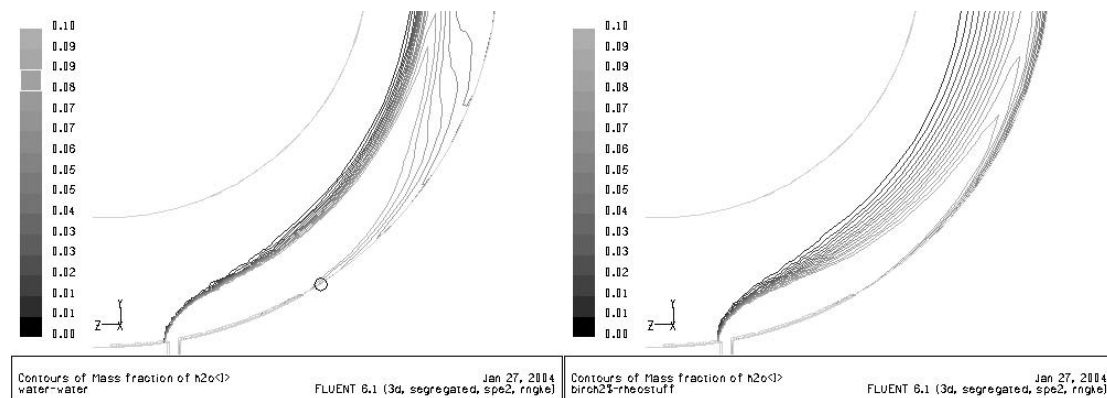 0.10
0.09
0.09
0.08
0.07
0.07
0.06
0.05
0.05
0.04
0.03
0.03
0.02
0.01
0.01
0.00
Y
Z X
Contours of Mass fraction of h2o<l>
water-water
Jan 27, 2004
FLUENT 6.1 (3d, segregated, spe2, rngke)
0.10
0.09
0.09
0.08
0.07
0.07
0.06
0.05
0.05
0.04
0.03
0.03
0.02
0.01
0.01
0.00
Y
Z X
Contours of Mass fraction of h2o<l>
birch2%-rheostuff
Jan 27, 2004
FLUENT 6.1 (3d, segregated, spe2, rngke)